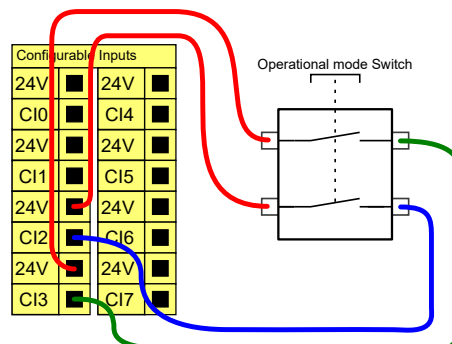 Configurable Inputs
Operational mode Switch
24V 24V
CI0 CI4
24V 24V
CI1 CI5
24V 24V
CI2 CI6
24V 24V
CI3 CI7